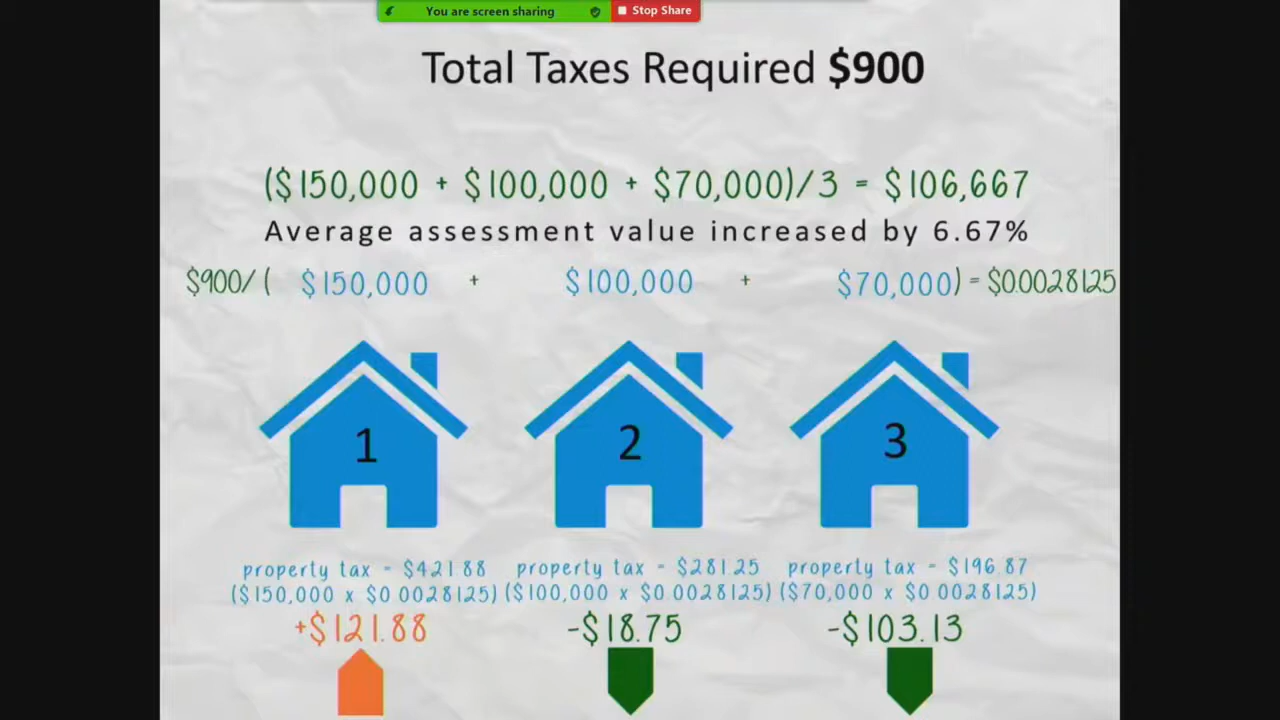 You are screen sharing Stop Share
Total Taxes Required $900
($150,000 + $100,000 + $70,000)/3 = $106,667
Average assessment value increased by 6.67%
$900/( $150,000 + $100,000 + $70,000) = $0.0028125
1 2 3
property tax = $421.88 property tax = $281.25 property tax = $196.87
($150,000 x $0.0028125) ($100,000 x $0.0028125) ($70,000 x $0.0028125)
+$121.88 -$18.75 -$103.13